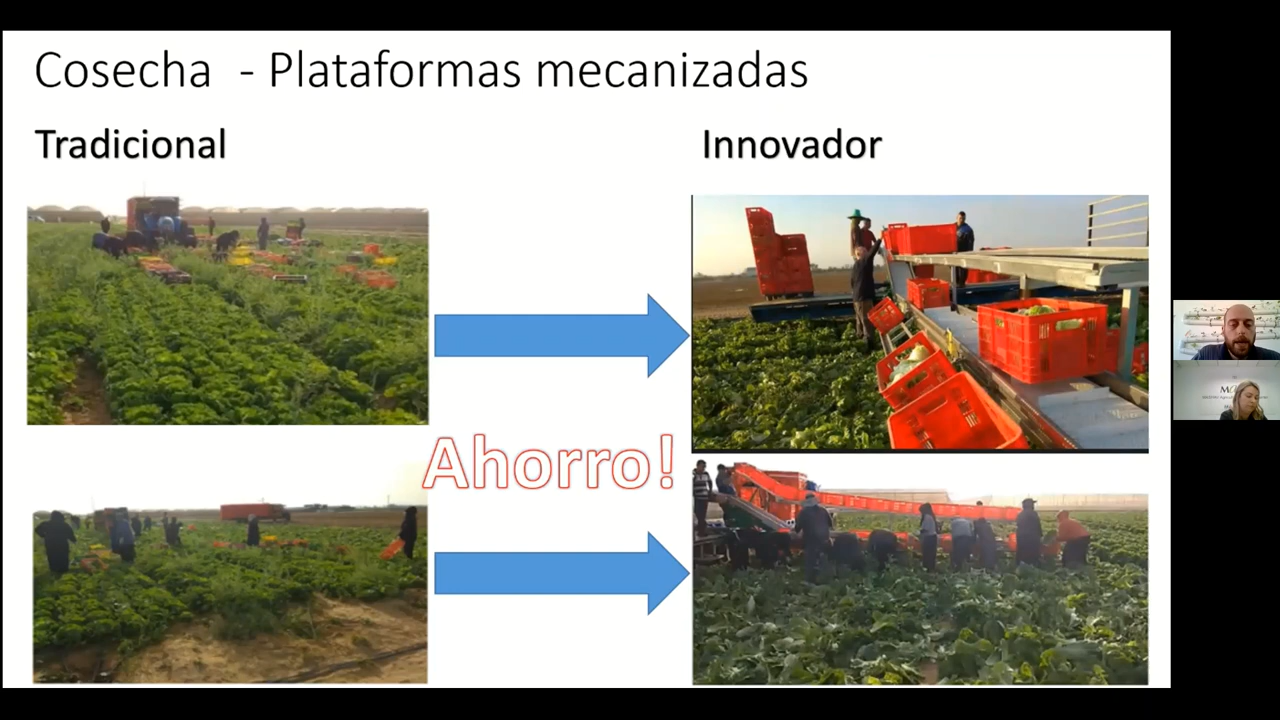 Cosecha - Plataformas mecanizadas
Tradicional
Innovador
Ahorro!